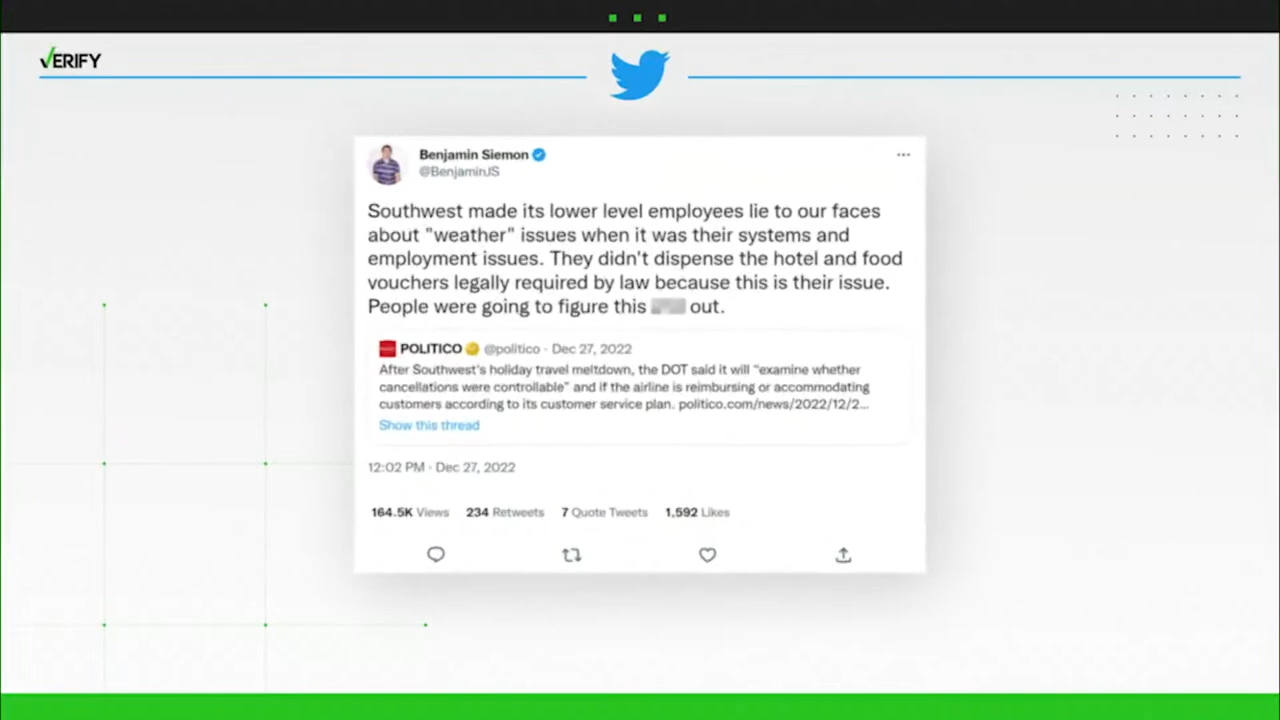 VERIFY
Benjamin Siemon
@BenjaminJS
Southwest made its lower level employees lie to our faces
about "weather" issues when it was their systems and
employment issues. They didn't dispense the hotel and food
vouchers legally required by law because this is their issue.
People were going to figure this out.
POLITICO @politico · Dec 27, 2022
After Southwest's holiday travel meltdown, the DOT said it will "examine whether
cancellations were controllable" and if the airline is reimbursing or accommodating
customers according to its customer service plan. politico.com/news/2022/12/2...
Show this thread
12:02 PM · Dec 27, 2022
164.5K Views 234 Retweets 7 Quote Tweets 1,592 Likes